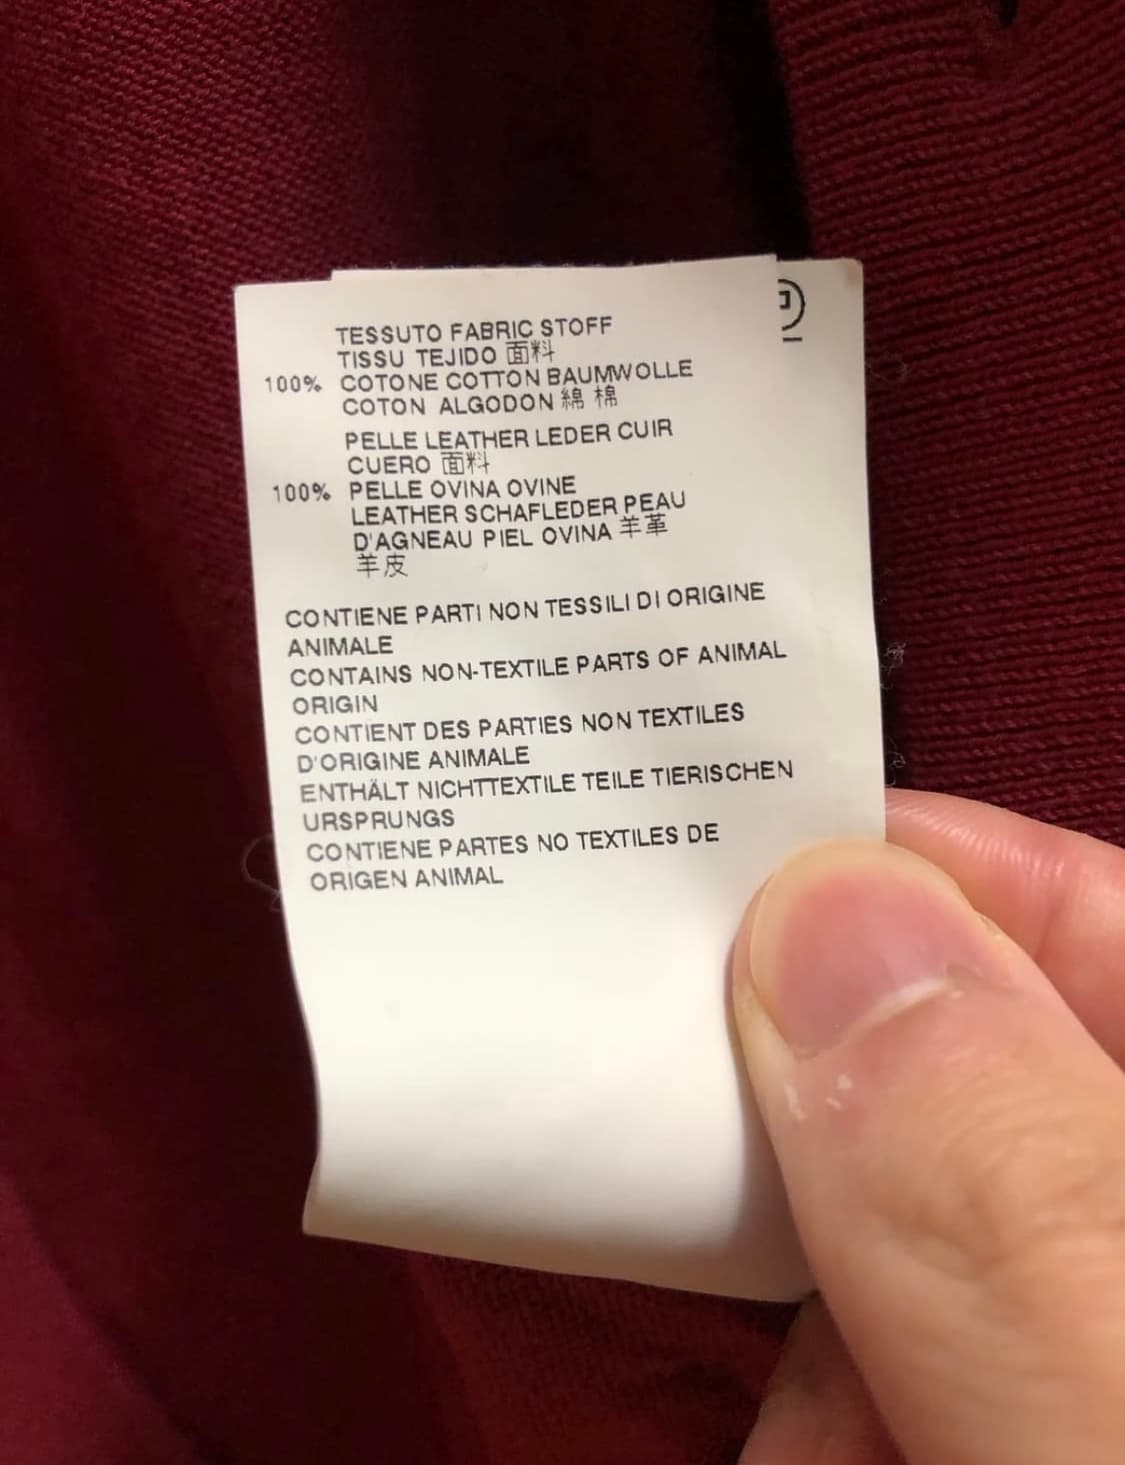 TESSUTO FABRIC STOFF
TISSU TEJIDO 面料
100% COTONE COTTON BAUMWOLLE
COTON ALGODON 綿 棉
PELLE LEATHER LEDER CUIR
CUERO 面料
100% PELLE OVINA OVINE
LEATHER SCHAFLEDER PEAU
D'AGNEAU PIEL OVINA 羊革
羊皮
CONTIENE PARTI NON TESSILI DI ORIGINE
ANIMALE
CONTAINS NON-TEXTILE PARTS OF ANIMAL
ORIGIN
CONTIENT DES PARTIES NON TEXTILES
D'ORIGINE ANIMALE
ENTHÄLT NICHTTEXTILE TEILE TIERISCHEN
URSPRUNGS
CONTIENE PARTES NO TEXTILES DE
ORIGEN ANIMAL